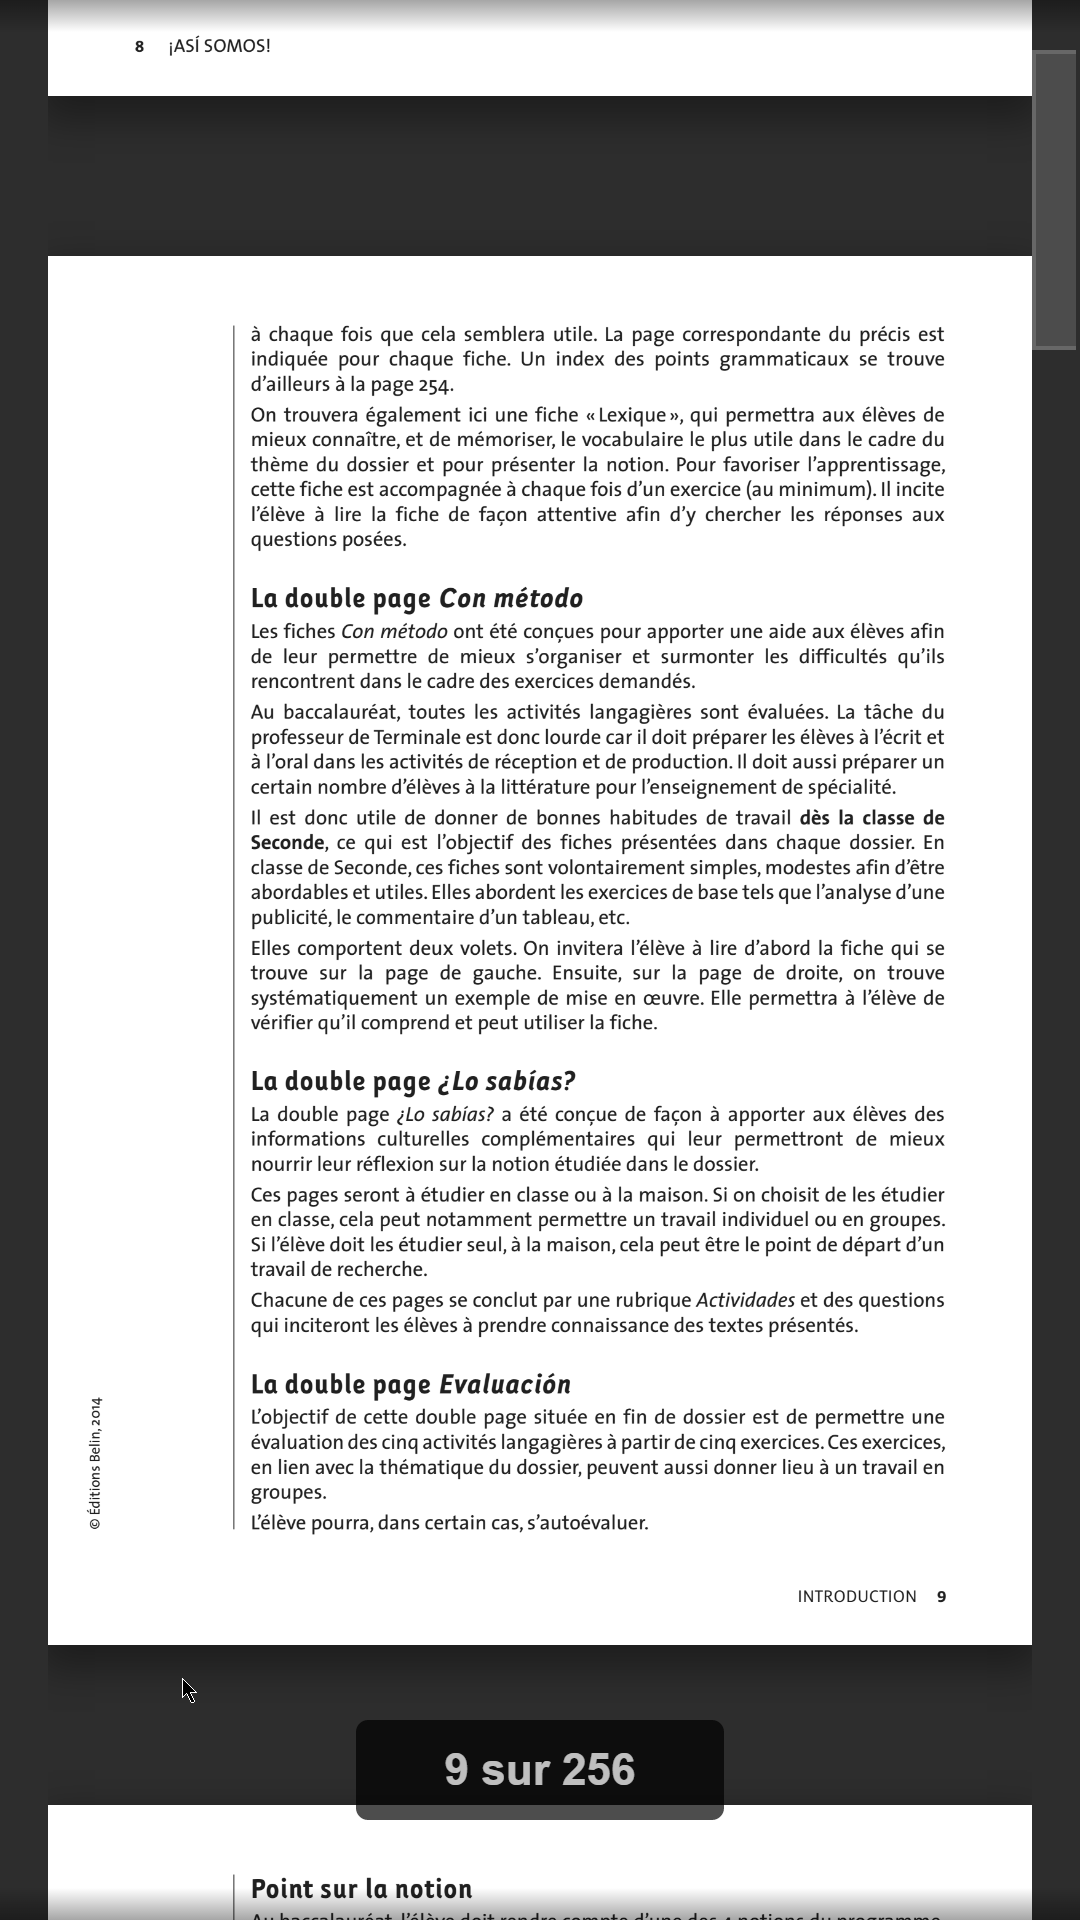 8 ¡ASÍ SOMOS!
à chaque fois que cela semblera utile. La page correspondante du précis est
indiquée pour chaque fiche. Un index des points grammaticaux se trouve
d’ailleurs à la page 254.
On trouvera également ici une fiche « Lexique », qui permettra aux élèves de
mieux connaître, et de mémoriser, le vocabulaire le plus utile dans le cadre du
thème du dossier et pour présenter la notion. Pour favoriser l’apprentissage,
cette fiche est accompagnée à chaque fois d’un exercice (au minimum). Il incite
l’élève à lire la fiche de façon attentive afin d’y chercher les réponses aux
questions posées.
La double page Con método
Les fiches Con método ont été conçues pour apporter une aide aux élèves afin
de leur permettre de mieux s’organiser et surmonter les difficultés qu’ils
rencontrent dans le cadre des exercices demandés.
Au baccalauréat, toutes les activités langagières sont évaluées. La tâche du
professeur de Terminale est donc lourde car il doit préparer les élèves à l’écrit et
à l’oral dans les activités de réception et de production. Il doit aussi préparer un
certain nombre d’élèves à la littérature pour l’enseignement de spécialité.
Il est donc utile de donner de bonnes habitudes de travail dès la classe de
Seconde, ce qui est l’objectif des fiches présentées dans chaque dossier. En
classe de Seconde, ces fiches sont volontairement simples, modestes afin d’être
abordables et utiles. Elles abordent les exercices de base tels que l’analyse d’une
publicité, le commentaire d’un tableau, etc.
Elles comportent deux volets. On invitera l’élève à lire d’abord la fiche qui se
trouve sur la page de gauche. Ensuite, sur la page de droite, on trouve
systématiquement un exemple de mise en œuvre. Elle permettra à l’élève de
vérifier qu’il comprend et peut utiliser la fiche.
La double page ¿Lo sabías?
La double page ¿Lo sabías? a été conçue de façon à apporter aux élèves des
informations culturelles complémentaires qui leur permettront de mieux
nourrir leur réflexion sur la notion étudiée dans le dossier.
Ces pages seront à étudier en classe ou à la maison. Si on choisit de les étudier
en classe, cela peut notamment permettre un travail individuel ou en groupes.
Si l’élève doit les étudier seul, à la maison, cela peut être le point de départ d’un
travail de recherche.
Chacune de ces pages se conclut par une rubrique Actividades et des questions
qui inciteront les élèves à prendre connaissance des textes présentés.
La double page Evaluación
L’objectif de cette double page située en fin de dossier est de permettre une
évaluation des cinq activités langagières à partir de cinq exercices. Ces exercices,
en lien avec la thématique du dossier, peuvent aussi donner lieu à un travail en
groupes.
L’élève pourra, dans certain cas, s’autoévaluer.
© Éditions Belin, 2014
INTRODUCTION 9
9 sur 256
Point sur la notion
Au baccalauréat, l’élève doit rendre compte d’une des 4 notions du programme